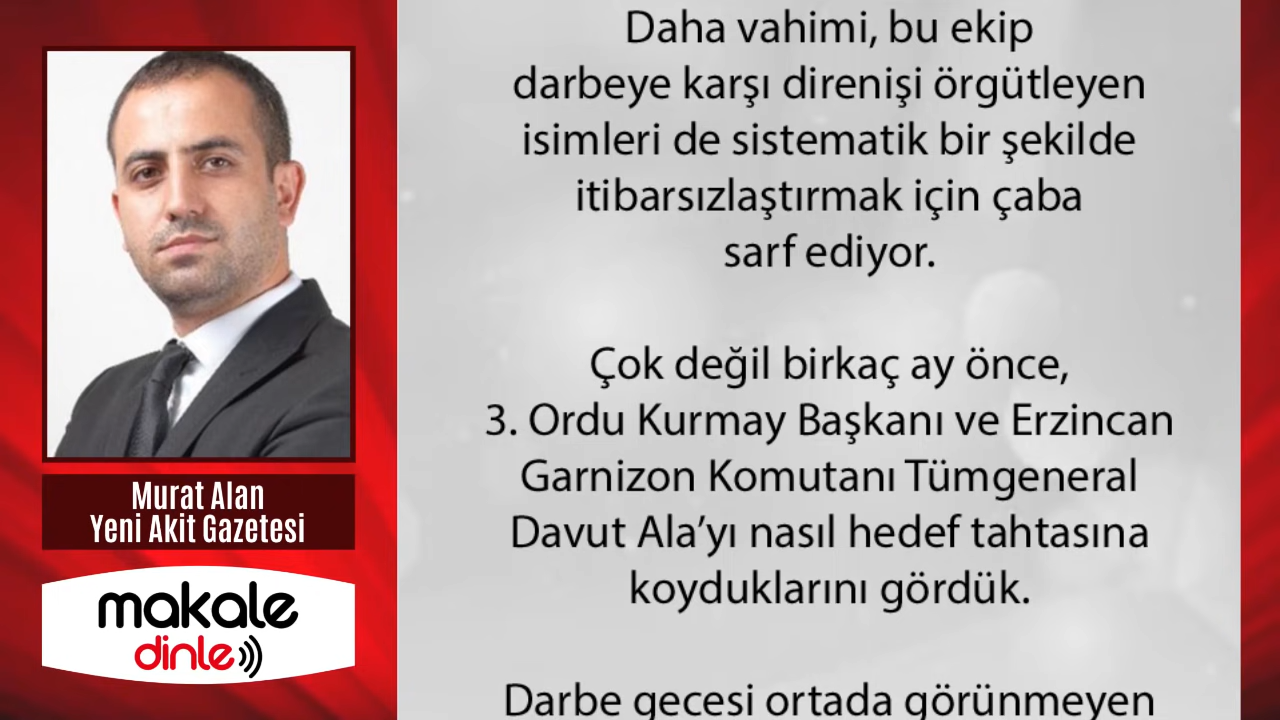 Murat Alan
Yeni Akit Gazetesi
makale
dinle
Daha vahimi, bu ekip
darbeye karşı direnişi örgütleyen
isimleri de sistematik bir şekilde
itibarsızlaştırmak için çaba
sarf ediyor.
Çok değil birkaç ay önce,
3. Ordu Kurmay Başkanı ve Erzincan
Garnizon Komutanı Tümgeneral
Davut Ala’yı nasıl hedef tahtasına
koyduklarını gördük.
Darbe gecesi ortada görünmeyen